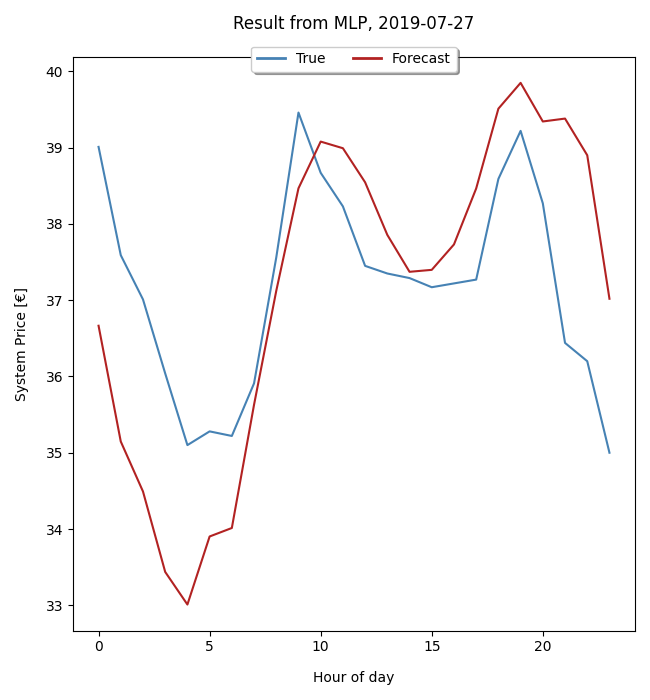 Result from MLP, 2019-07-27
True Forecast
40
39
38
37
36
35
34
33
System Price [€]
0 5 10 15 20
Hour of day